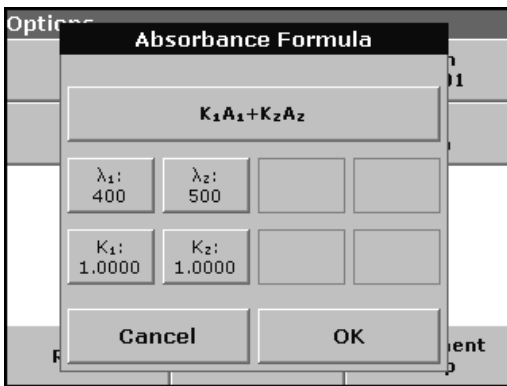 Options
Absorbance Formula
K₁A₁+K₂A₂
λ₁:
400
λ₂:
500
K₁:
1.0000
K₂:
1.0000
Cancel
OK